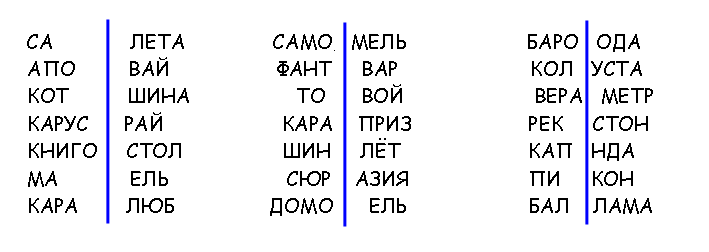 СА ЛЕТА САМО МЕЛЬ БАРО ОДА
АПО ВАЙ ФАНТ ВАР КОЛ УСТА
КОТ ШИНА ТО ВОЙ ВЕРА МЕТР
КАРУС РАЙ КАРА ПРИЗ РЕК СТОН
КНИГО СТОЛ ШИН ЛЁТ КАП НДА
МА ЕЛЬ СЮР АЗИЯ ПИ КОН
КАРА ЛЮБ ДОМО ЕЛЬ БАЛ ЛАМА